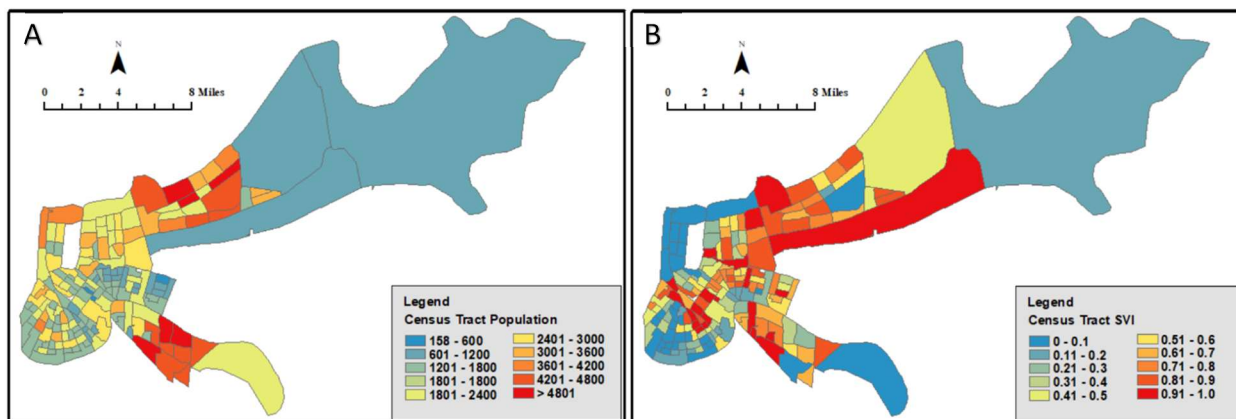 A
N
0 2 4 8 Miles
Legend
Census Tract Population
158 - 600
601 - 1200
1201 - 1800
1801 - 1800
1801 - 2400
2401 - 3000
3001 - 3600
3601 - 4200
4201 - 4800
> 4801
B
N
0 2 4 8 Miles
Legend
Census Tract SVI
0 - 0.1
0.11 - 0.2
0.21 - 0.3
0.31 - 0.4
0.41 - 0.5
0.51 - 0.6
0.61 - 0.7
0.71 - 0.8
0.81 - 0.9
0.91 - 1.0